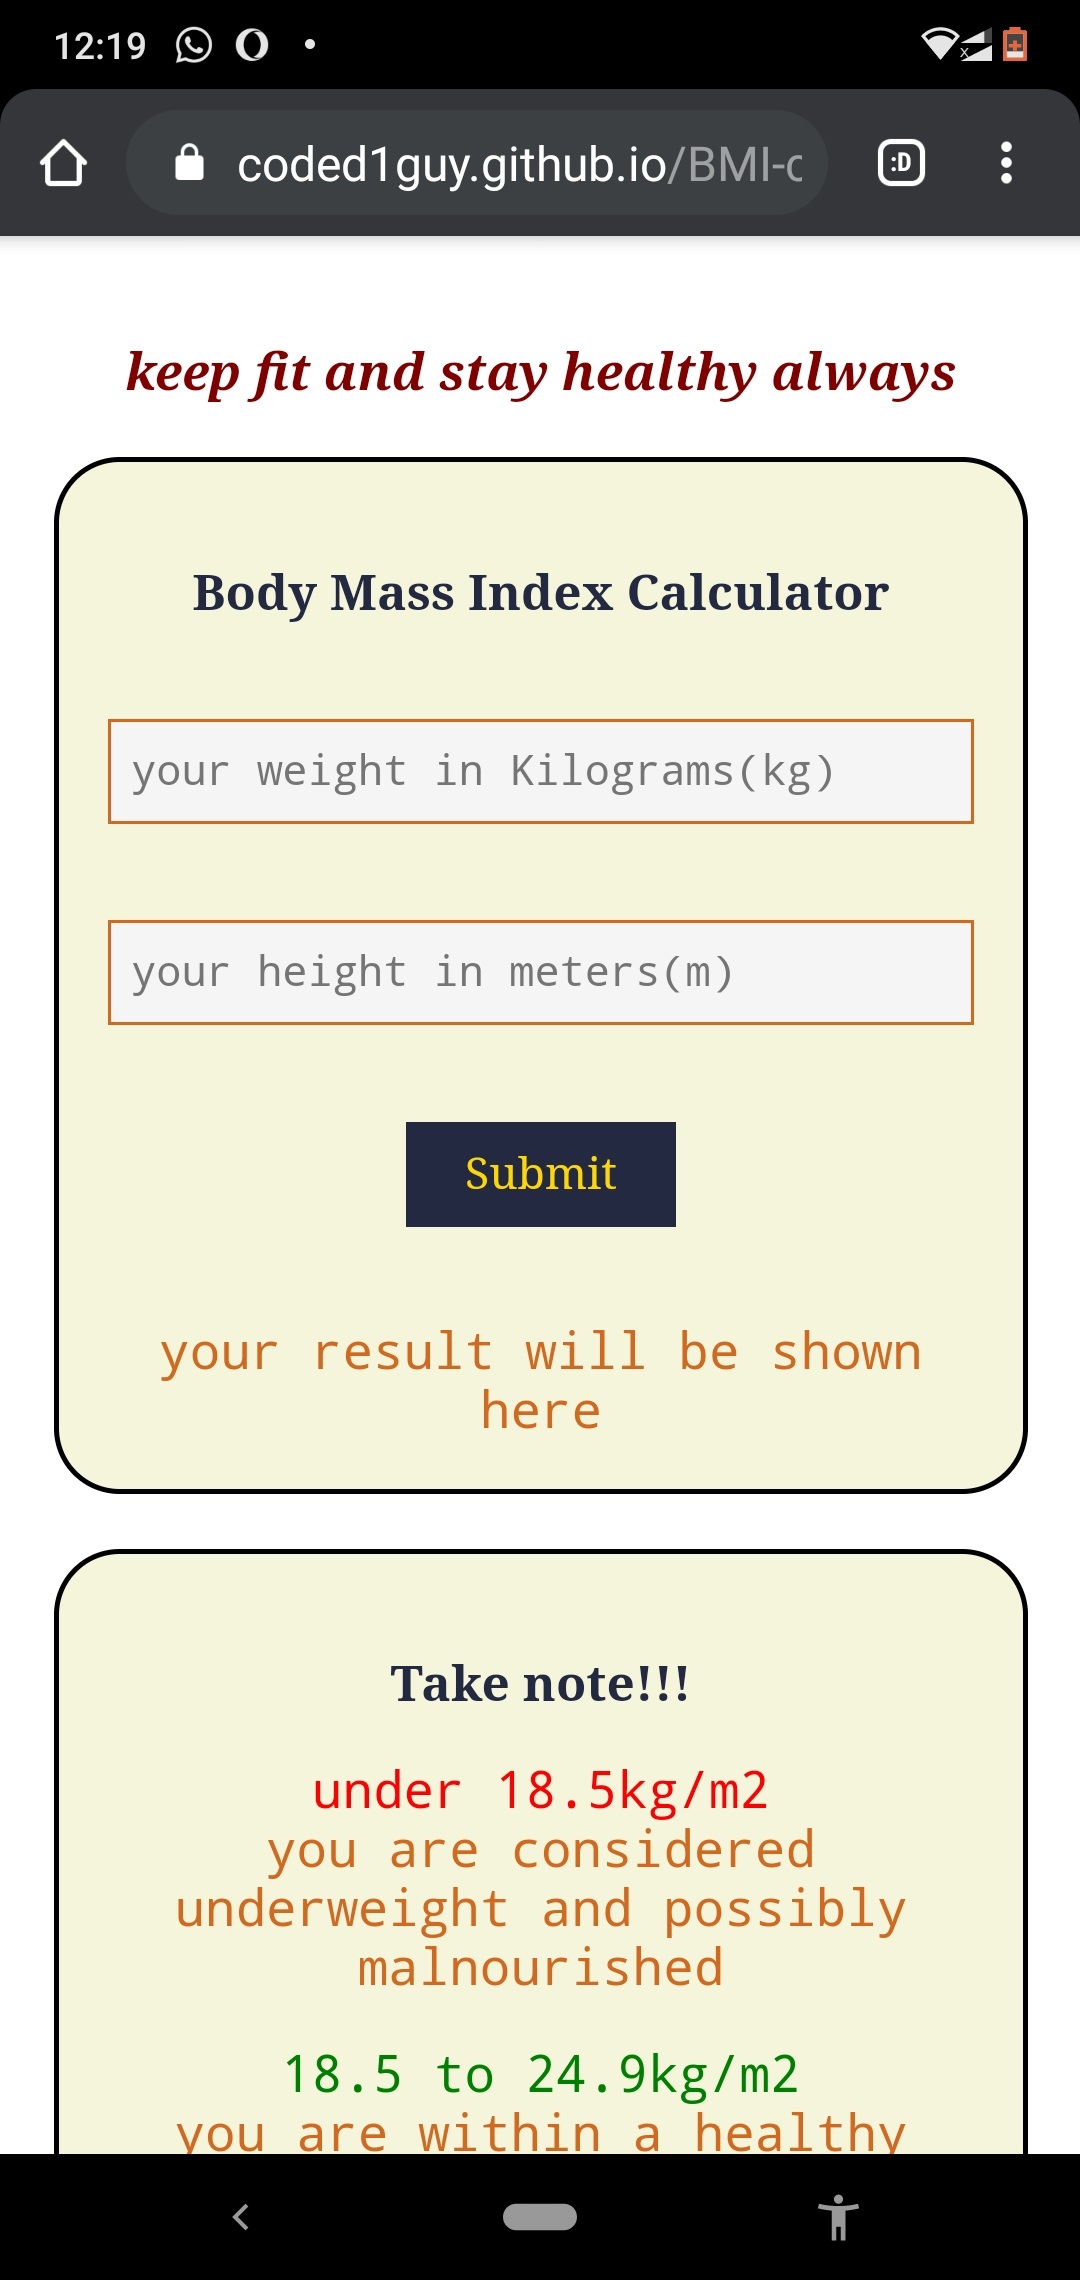 12:19
coded1guy.github.io/BMI-c
:D
keep fit and stay healthy always
Body Mass Index Calculator
your weight in Kilograms(kg)
your height in meters(m)
Submit
your result will be shown
here
Take note!!!
under 18.5kg/m2
you are considered
underweight and possibly
malnourished
18.5 to 24.9kg/m2
you are within a healthy